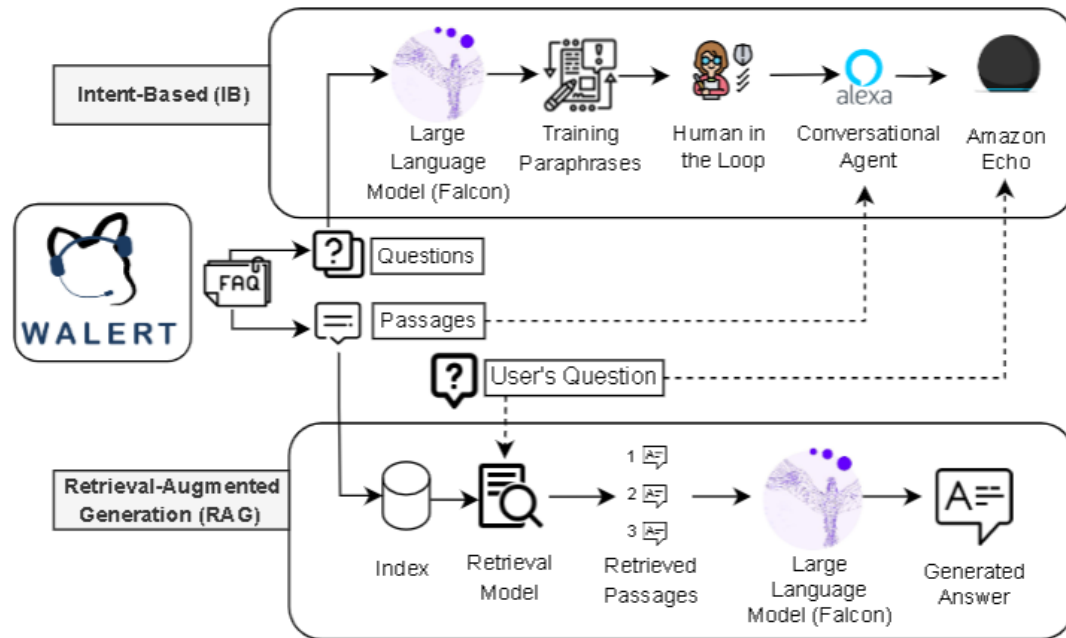 Intent-Based (IB)
Large
Language
Model (Falcon)
Training
Paraphrases
Human in
the Loop
alexa
Conversational
Agent
Amazon
Echo
WALERT
FAQ
?
Questions
Passages
?
User's Question
Retrieval-Augmented
Generation (RAG)
Index
Retrieval
Model
1 A
2 A
3 A
Retrieved
Passages
Large
Language
Model (Falcon)
A
Generated
Answer